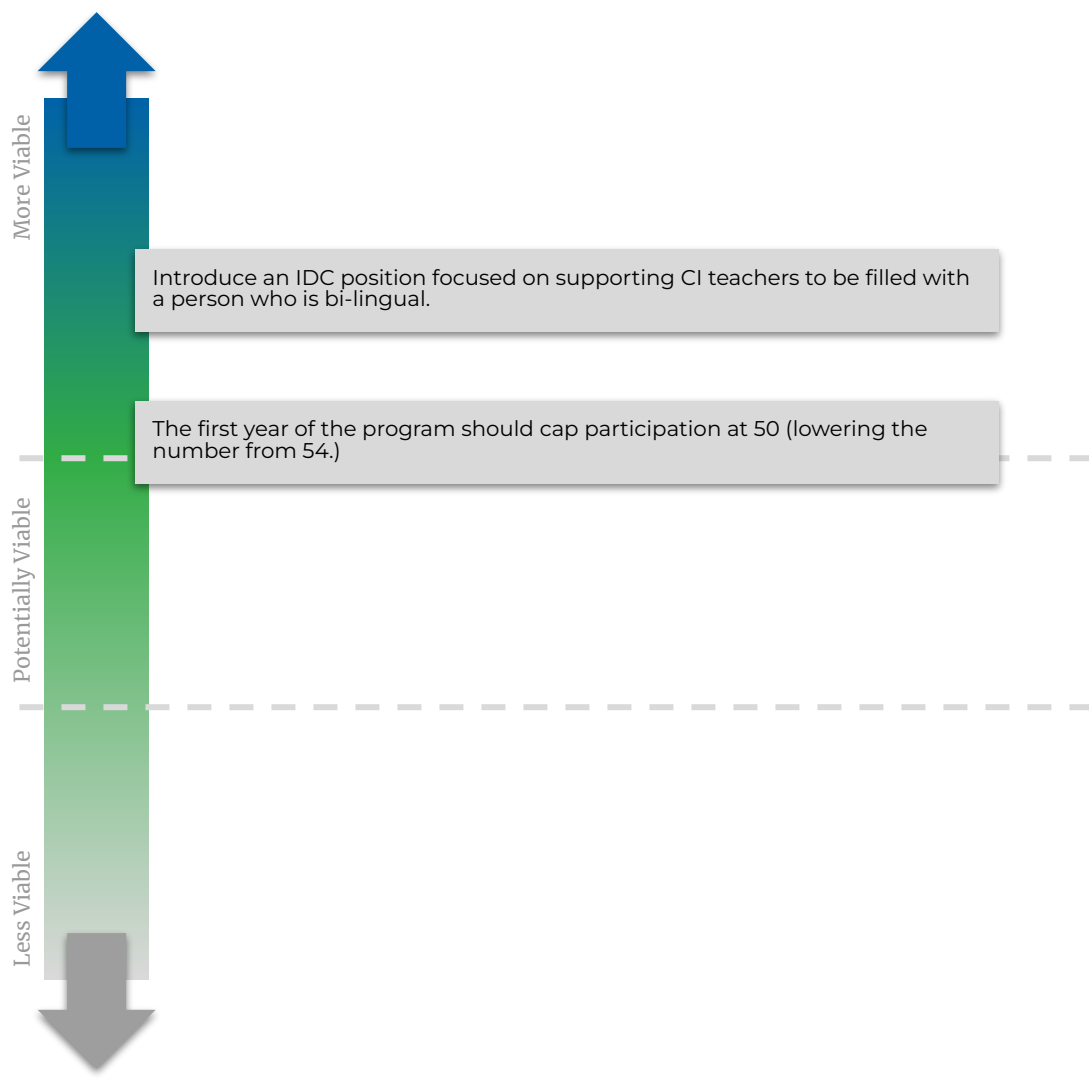 More Viable
Introduce an IDC position focused on supporting CI teachers to be filled with
a person who is bi-lingual.
The first year of the program should cap participation at 50 (lowering the
number from 54.)
Potentially Viable
Less Viable